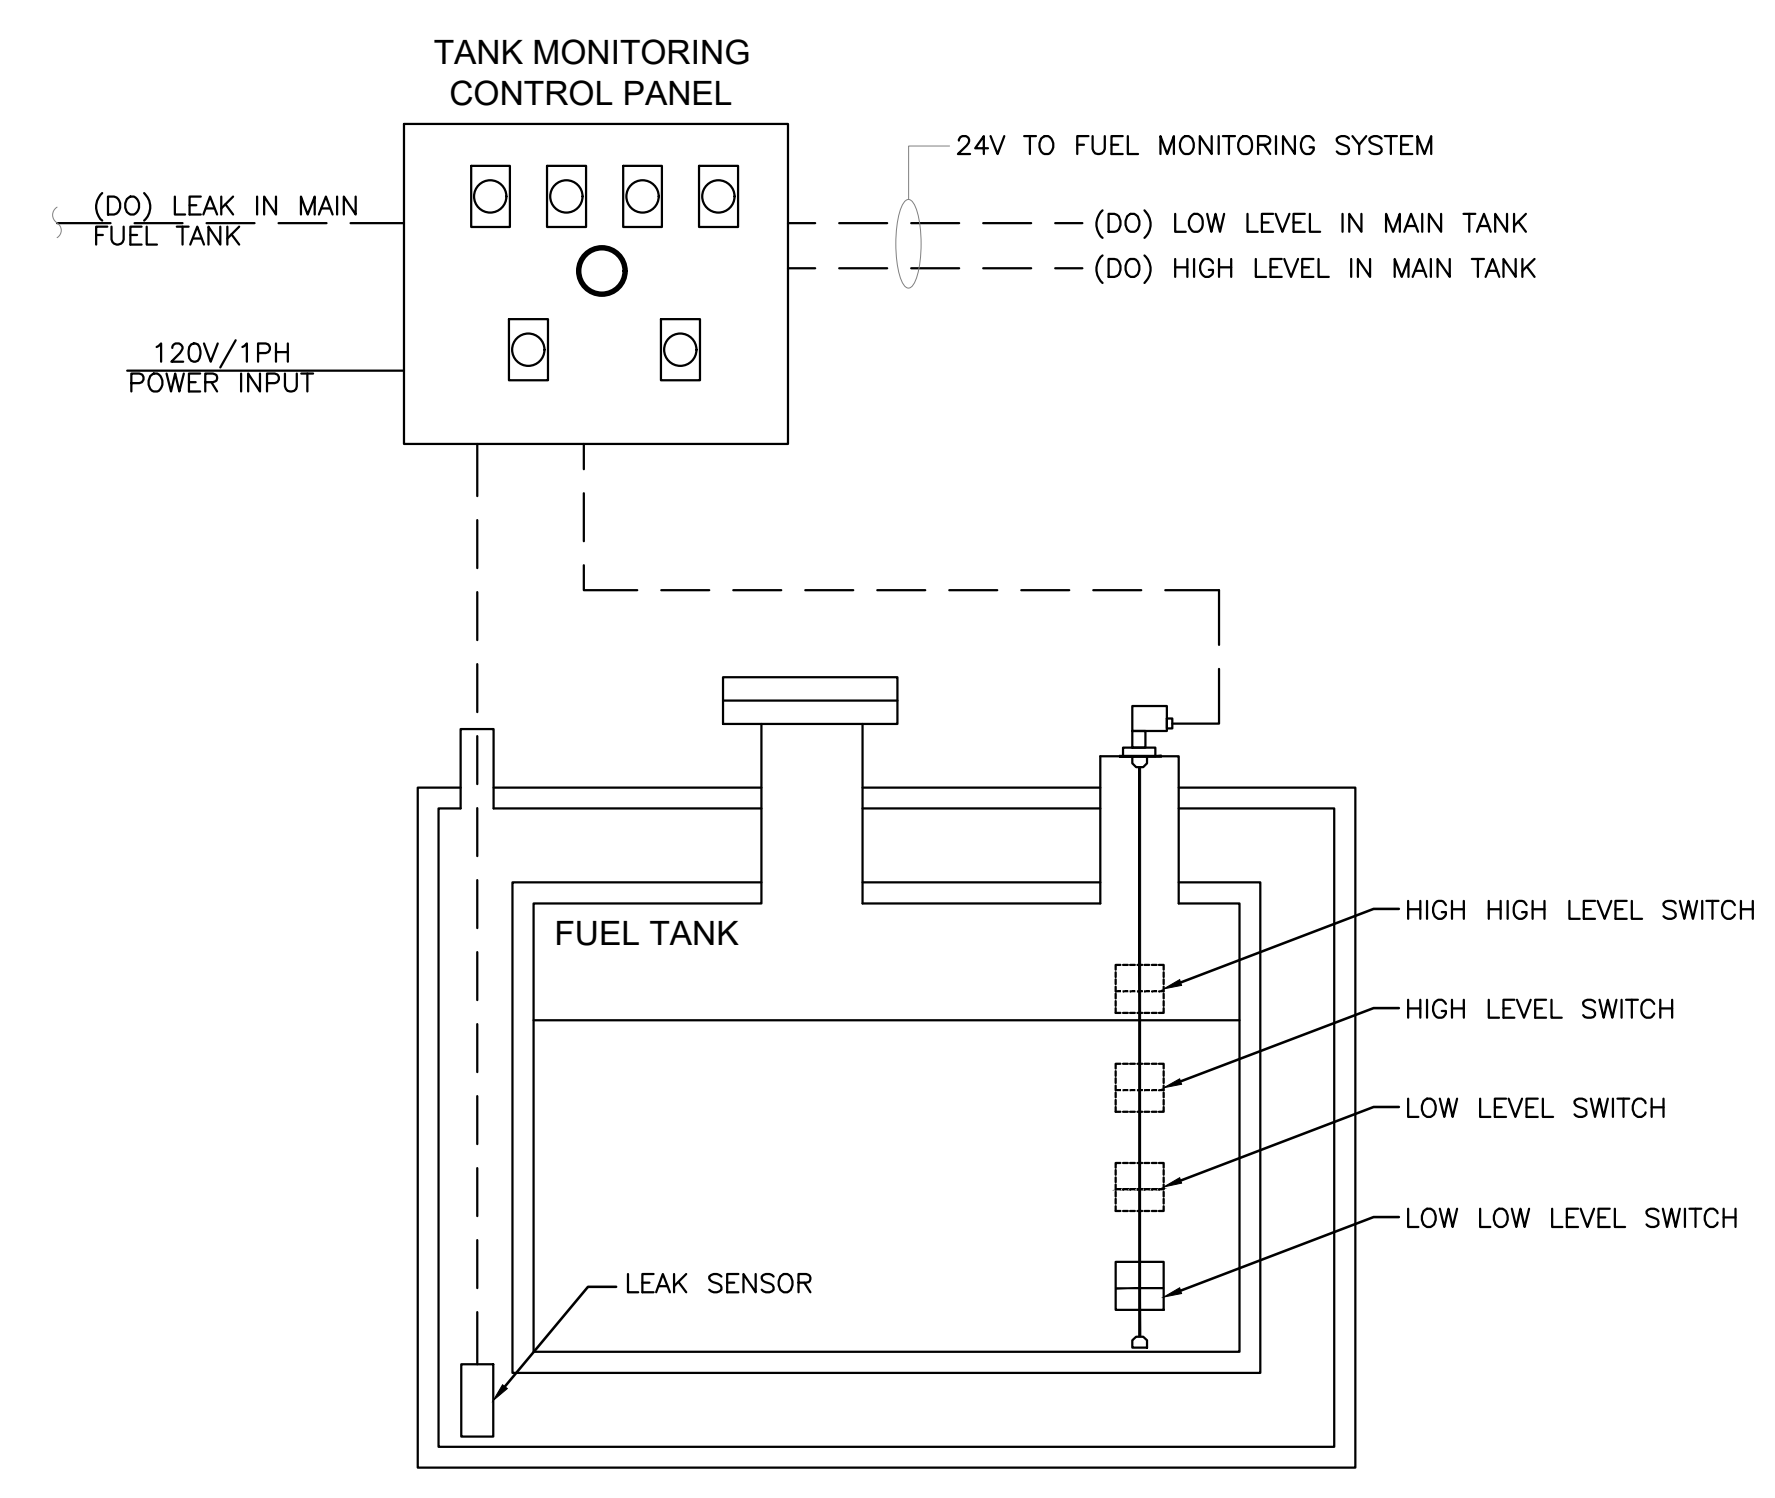 TANK MONITORING
CONTROL PANEL
24V TO FUEL MONITORING SYSTEM
(DO) LEAK IN MAIN
FUEL TANK
(DO) LOW LEVEL IN MAIN TANK
(DO) HIGH LEVEL IN MAIN TANK
120V/1PH
POWER INPUT
FUEL TANK
HIGH HIGH LEVEL SWITCH
HIGH LEVEL SWITCH
LOW LEVEL SWITCH
LOW LOW LEVEL SWITCH
LEAK SENSOR